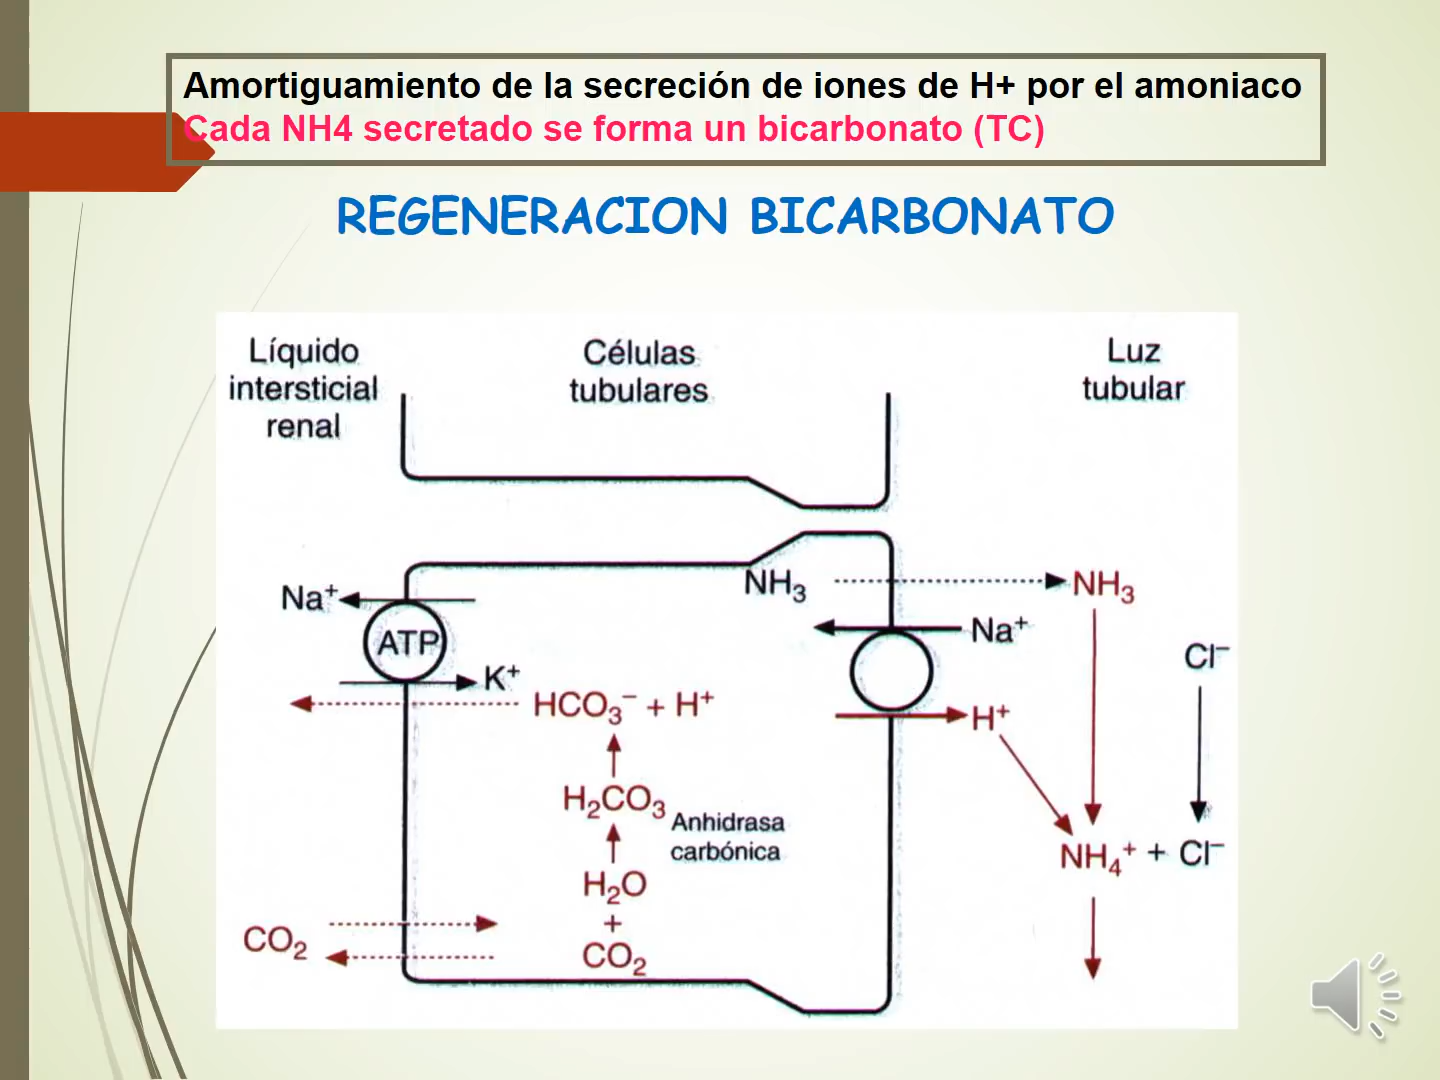 Amortiguamiento de la secreción de iones de H+ por el amoniaco
Cada NH4 secretado se forma un bicarbonato (TC)
REGENERACION BICARBONATO
Líquido
intersticial
renal
Células
tubulares
Luz
tubular
NH₃
NH₃
Na⁺
ATP
K⁺
Na⁺
Cl⁻
HCO₃⁻ + H⁺
H⁺
H₂CO₃
Anhidrasa
carbónica
NH₄⁺ + Cl⁻
H₂O
+
CO₂
CO₂